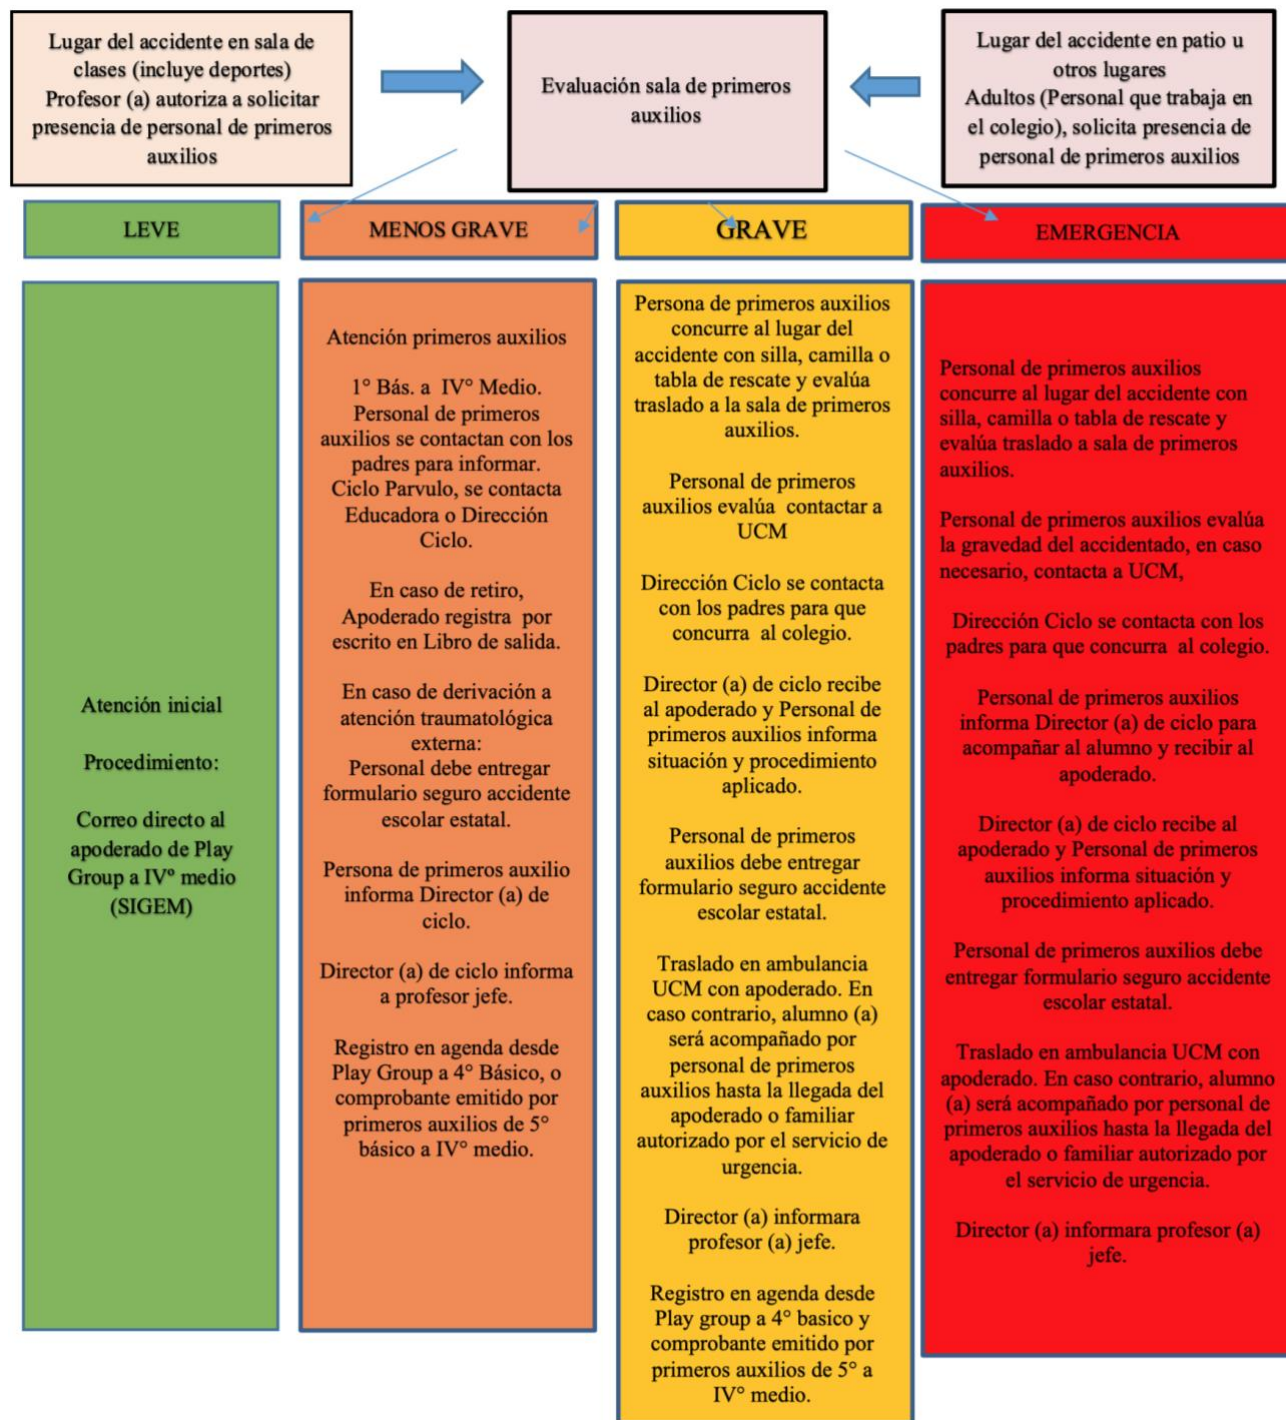 Lugar del accidente en sala de
clases (incluye deportes)
Profesor (a) autoriza a solicitar
presencia de personal de primeros
auxilios
Evaluación sala de primeros
auxilios
Lugar del accidente en patio u
otros lugares
Adultos (Personal que trabaja en
el colegio), solicita presencia de
personal de primeros auxilios
LEVE
MENOS GRAVE
GRAVE
EMERGENCIA
Atención inicial
Procedimiento:
Correo directo al
apoderado de Play
Group a IVº medio
(SIGEM)
Atención primeros auxilios
1° Bás. a IV° Medio.
Personal de primeros
auxilios se contactan con los
padres para informar.
Ciclo Parvulo, se contacta
Educadora o Dirección
Ciclo.
En caso de retiro,
Apoderado registra por
escrito en Libro de salida.
En caso de derivación a
atención traumatológica
externa:
Personal debe entregar
formulario seguro accidente
escolar estatal.
Persona de primeros auxilio
informa Director (a) de
ciclo.
Director (a) de ciclo informa
a profesor jefe.
Registro en agenda desde
Play Group a 4° Básico, o
comprobante emitido por
primeros auxilios de 5°
básico a IV° medio.
Persona de primeros auxilios
concurre al lugar del
accidente con silla, camilla o
tabla de rescate y evalúa
traslado a la sala de primeros
auxilios.
Personal de primeros
auxilios evalúa contactar a
UCM
Dirección Ciclo se contacta
con los padres para que
concurra al colegio.
Director (a) de ciclo recibe
al apoderado y Personal de
primeros auxilios informa
situación y procedimiento
aplicado.
Personal de primeros
auxilios debe entregar
formulario seguro accidente
escolar estatal.
Traslado en ambulancia
UCM con apoderado. En
caso contrario, alumno (a)
será acompañado por
personal de primeros
auxilios hasta la llegada del
apoderado o familiar
autorizado por el servicio de
urgencia.
Director (a) informara
profesor (a) jefe.
Registro en agenda desde
Play group a 4° basico y
comprobante emitido por
primeros auxilios de 5° a
IV° medio.
Personal de primeros auxilios
concurre al lugar del accidente con
silla, camilla o tabla de rescate y
evalúa traslado a sala de primeros
auxilios.
Personal de primeros auxilios evalúa
la gravedad del accidentado, en caso
necesario, contacta a UCM,
Dirección Ciclo se contacta con los
padres para que concurra al colegio.
Personal de primeros auxilios
informa Director (a) de ciclo para
acompañar al alumno y recibir al
apoderado.
Director (a) de ciclo recibe al
apoderado y Personal de primeros
auxilios informa situación y
procedimiento aplicado.
Personal de primeros auxilios debe
entregar formulario seguro accidente
escolar estatal.
Traslado en ambulancia UCM con
apoderado. En caso contrario, alumno
(a) será acompañado por personal de
primeros auxilios hasta la llegada del
apoderado o familiar autorizado por
el servicio de urgencia.
Director (a) informara profesor (a)
jefe.